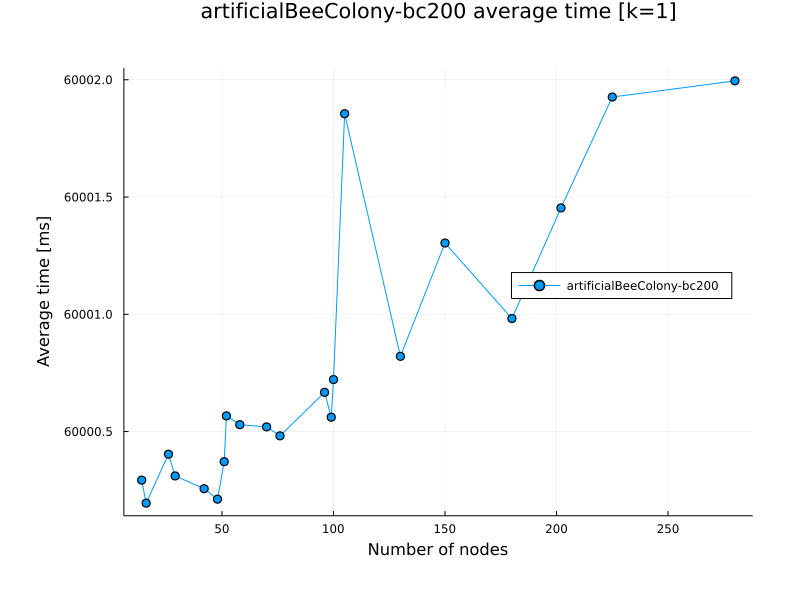 artificialBeeColony-bc200 average time [k=1]
60002.0
60001.5
60001.0
60000.5
Average time [ms]
artificialBeeColony-bc200
50 100 150 200 250
Number of nodes